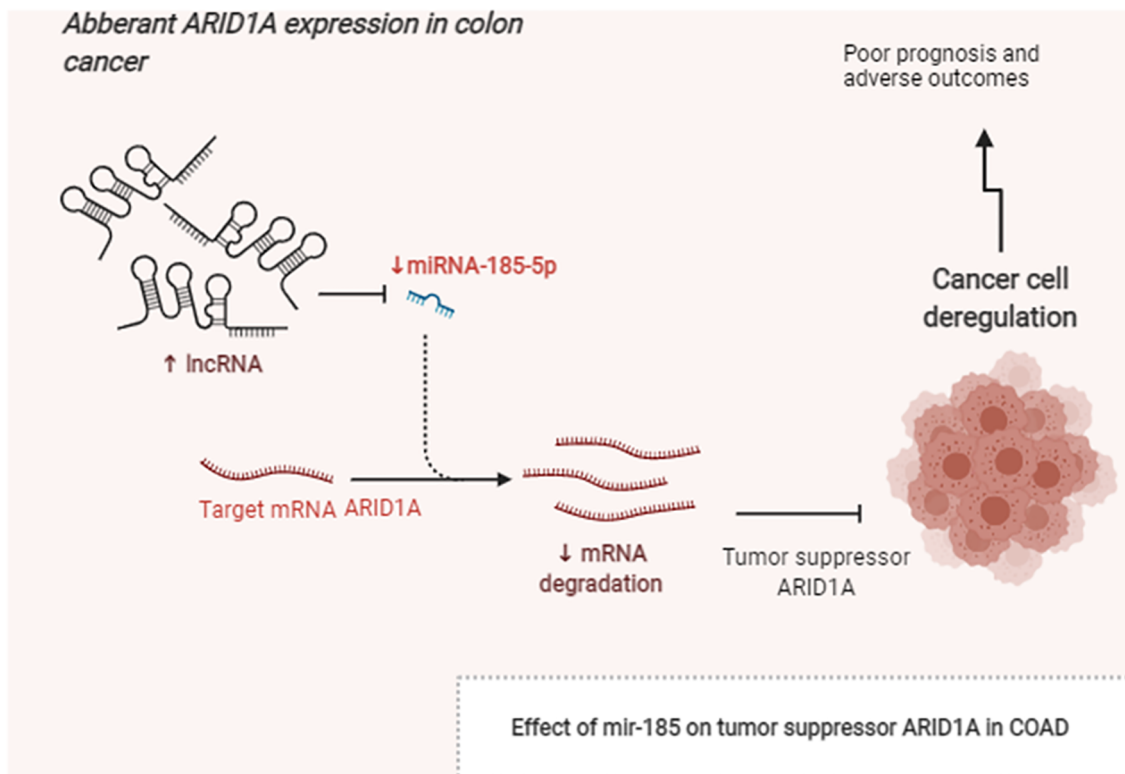 Abberant ARID1A expression in colon
cancer
Poor prognosis and
adverse outcomes
↓miRNA-185-5p
Cancer cell
deregulation
↑ lncRNA
Target mRNA ARID1A
↓ mRNA
degradation
Tumor suppressor
ARID1A
Effect of mir-185 on tumor suppressor ARID1A in COAD